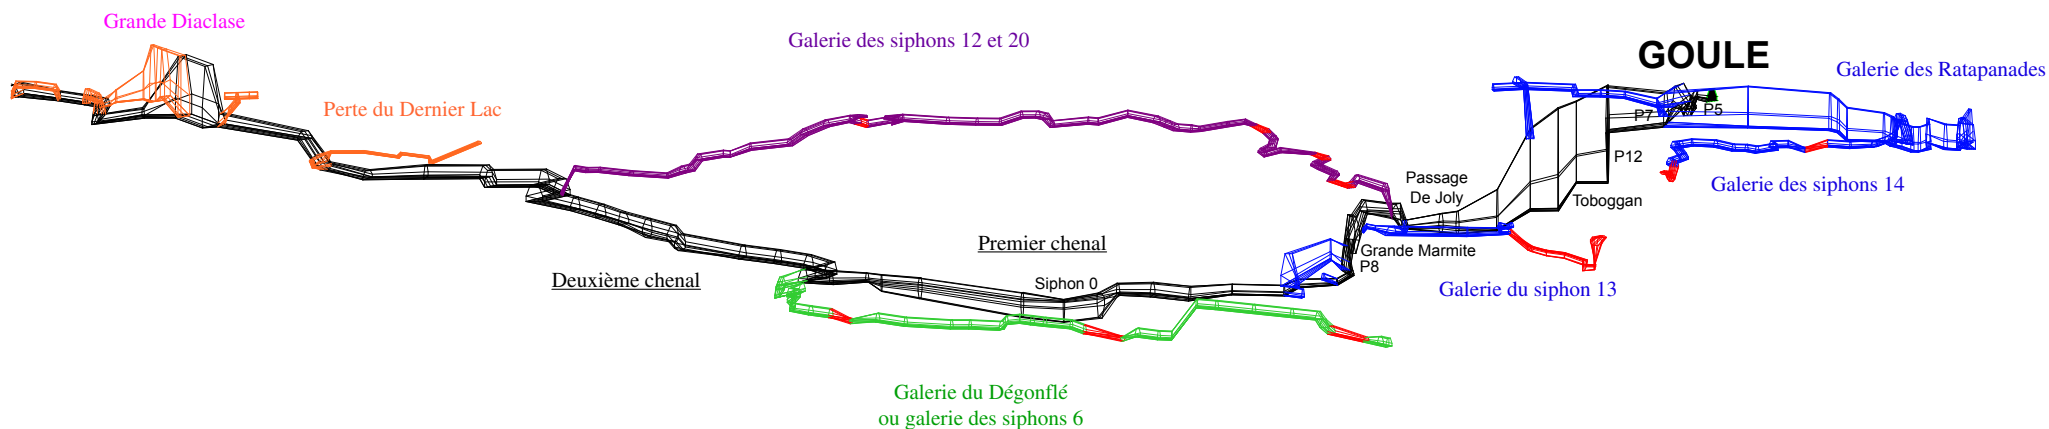 Grande Diaclase
Galerie des siphons 12 et 20
GOULE
Galerie des Ratapanades
Perte du Dernier Lac
P7
P5
P12
Passage
De Joly
Galerie des siphons 14
Toboggan
Premier chenal
Grande Marmite
P8
Deuxième chenal
Siphon 0
Galerie du siphon 13
Galerie du Dégonflé
ou galerie des siphons 6